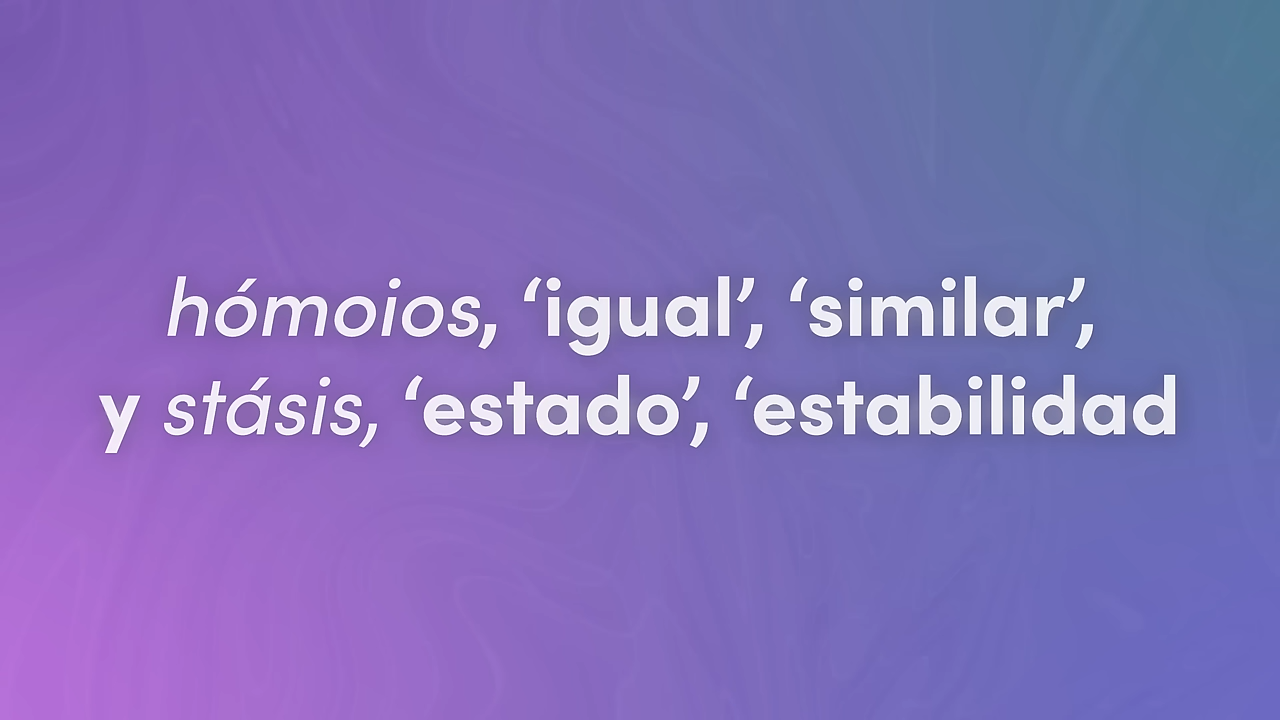 hómoios, ‘igual’, ‘similar’,
y stásis, ‘estado’, ‘estabilidad